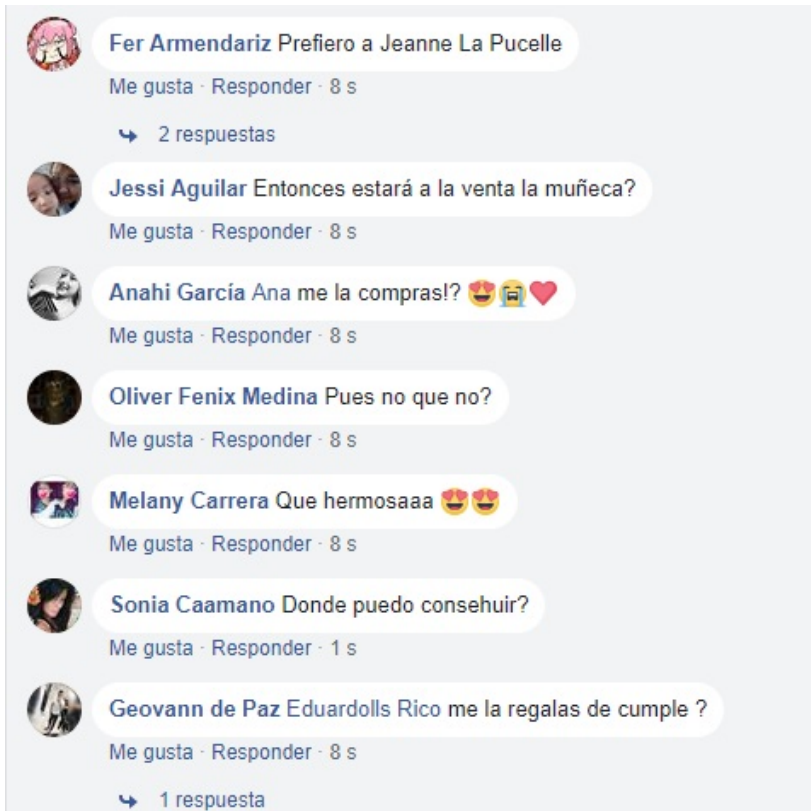 Fer Armendariz Prefiero a Jeanne La Pucelle
Me gusta · Responder · 8 s
2 respuestas
Jessi Aguilar Entonces estará a la venta la muñeca?
Me gusta · Responder · 8 s
Anahi García Ana me la compras!? 😍😭❤
Me gusta · Responder · 8 s
Oliver Fenix Medina Pues no que no?
Me gusta · Responder · 8 s
Melany Carrera Que hermosaaa 😍😍
Me gusta · Responder · 8 s
Sonia Caamano Donde puedo consehuir?
Me gusta · Responder · 1 s
Geovann de Paz Eduardolls Rico me la regalas de cumple ?
Me gusta · Responder · 8 s
1 respuesta